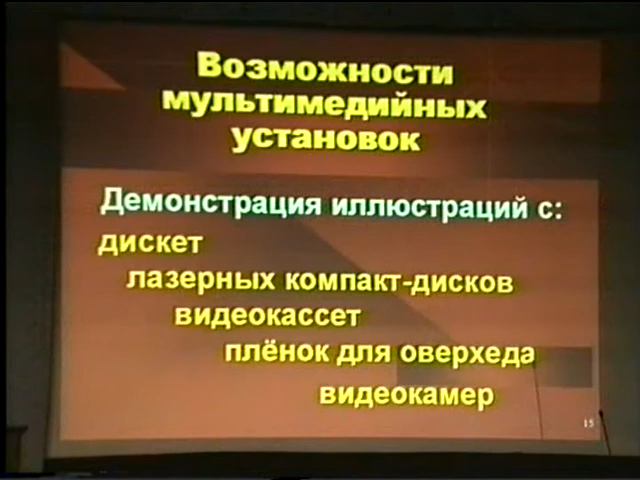 Возможности
мультимедийных
установок
Демонстрация иллюстраций с:
дискет
лазерных компакт-дисков
видеокассет
плёнок для оверхеда
видеокамер
15